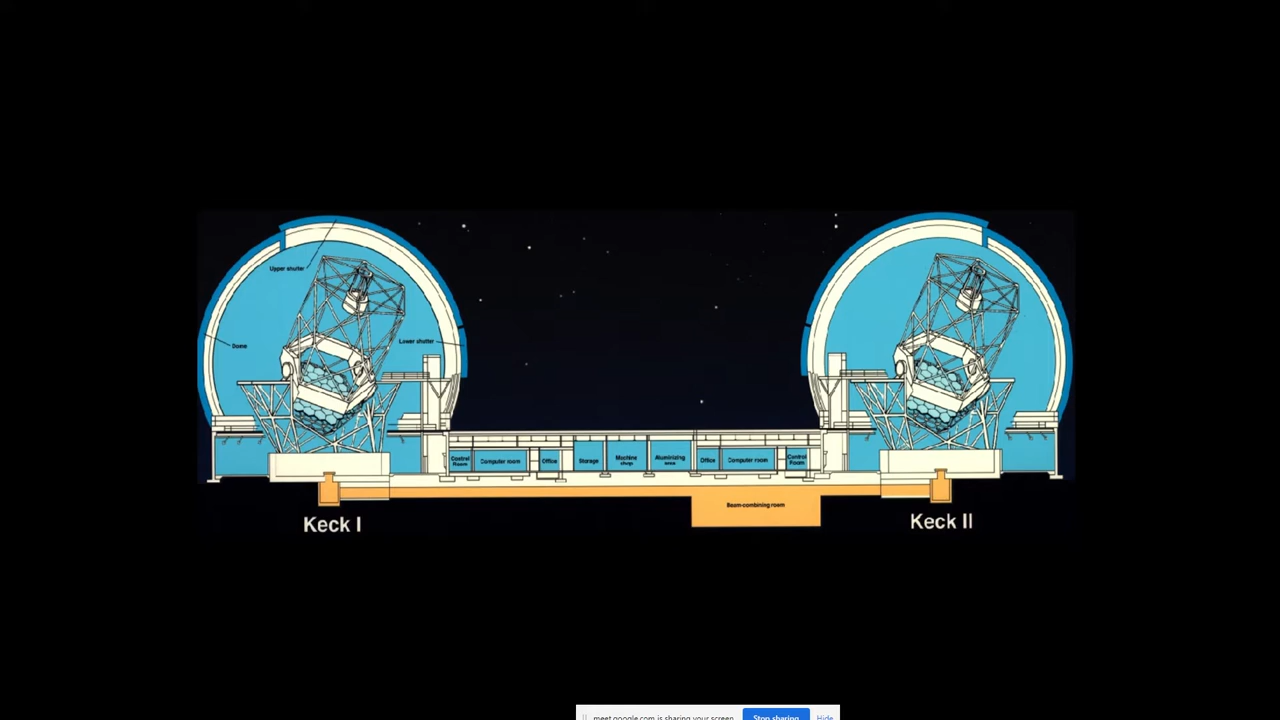 Upper shutter
Dome
Lower shutter
Control
Room
Computer room
Office
Storage
Machine
shop
Aluminizing
area
Office
Computer room
Control
Room
Beam-combining room
Keck I
Keck II
meet.google.com is sharing your screen.
Stop sharing
Hide